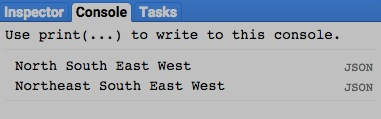 Inspector Console Tasks
Use print(...) to write to this console.
North South East West JSON
Northeast South East West JSON